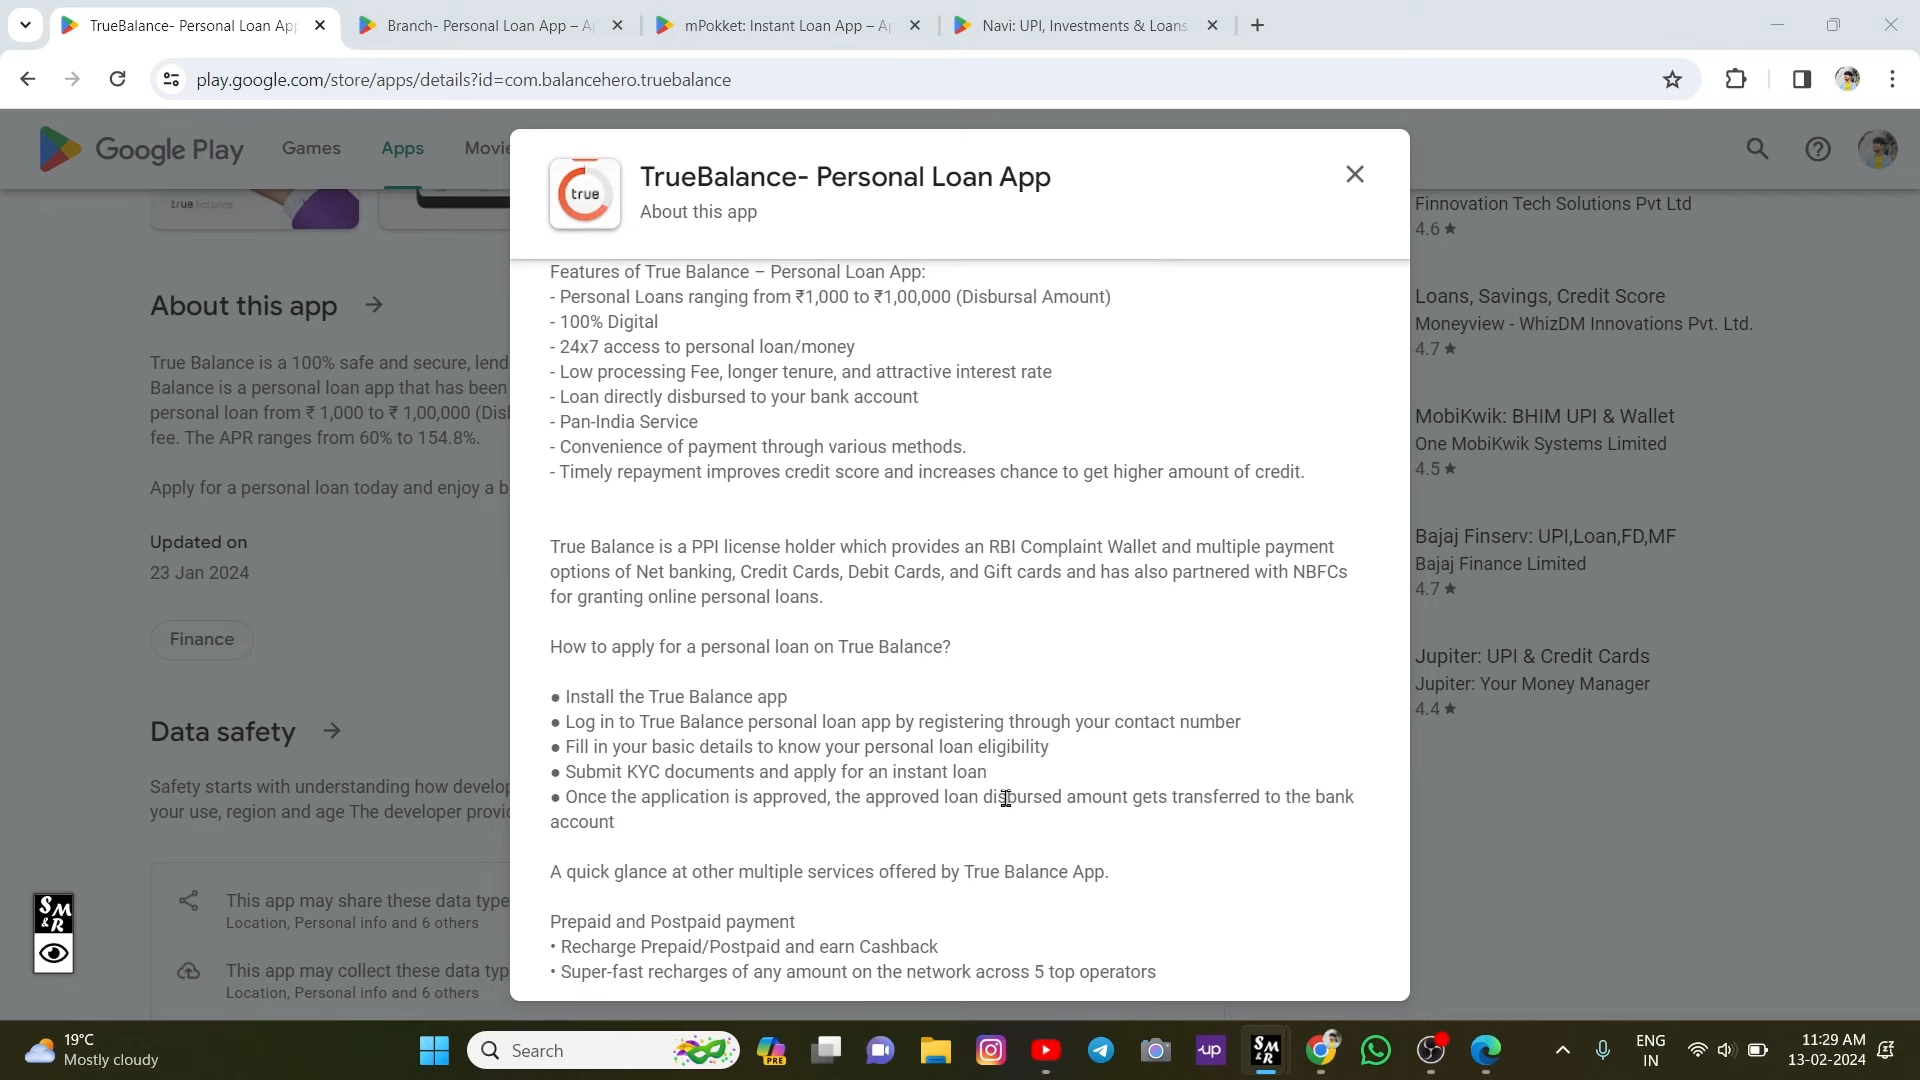 TrueBalance- Personal Loan App
Branch- Personal Loan App – A
mPokket: Instant Loan App – A
Navi: UPI, Investments & Loans
play.google.com/store/apps/details?id=com.balancehero.truebalance
Google Play
Games
Apps
Movie
true
TrueBalance- Personal Loan App
About this app
true balance
Features of True Balance – Personal Loan App:
- Personal Loans ranging from ₹1,000 to ₹1,00,000 (Disbursal Amount)
- 100% Digital
- 24x7 access to personal loan/money
- Low processing Fee, longer tenure, and attractive interest rate
- Loan directly disbursed to your bank account
- Pan-India Service
- Convenience of payment through various methods.
- Timely repayment improves credit score and increases chance to get higher amount of credit.
True Balance is a PPI license holder which provides an RBI Complaint Wallet and multiple payment
options of Net banking, Credit Cards, Debit Cards, and Gift cards and has also partnered with NBFCs
for granting online personal loans.
How to apply for a personal loan on True Balance?
● Install the True Balance app
● Log in to True Balance personal loan app by registering through your contact number
● Fill in your basic details to know your personal loan eligibility
● Submit KYC documents and apply for an instant loan
● Once the application is approved, the approved loan disbursed amount gets transferred to the bank
account
A quick glance at other multiple services offered by True Balance App.
Prepaid and Postpaid payment
• Recharge Prepaid/Postpaid and earn Cashback
• Super-fast recharges of any amount on the network across 5 top operators
About this app
True Balance is a 100% safe and secure, lend
Balance is a personal loan app that has been
personal loan from ₹ 1,000 to ₹ 1,00,000 (Dis
fee. The APR ranges from 60% to 154.8%.
Apply for a personal loan today and enjoy a b
Updated on
23 Jan 2024
Finance
Data safety
Safety starts with understanding how develop
your use, region and age The developer provi
This app may share these data type
Location, Personal info and 6 others
This app may collect these data typ
Location, Personal info and 6 others
Finnovation Tech Solutions Pvt Ltd
4.6 ★
Loans, Savings, Credit Score
Moneyview - WhizDM Innovations Pvt. Ltd.
4.7 ★
MobiKwik: BHIM UPI & Wallet
One MobiKwik Systems Limited
4.5 ★
Bajaj Finserv: UPI,Loan,FD,MF
Bajaj Finance Limited
4.7 ★
Jupiter: UPI & Credit Cards
Jupiter: Your Money Manager
4.4 ★
SM&R
19°C
Mostly cloudy
Search
PRE
up
SM&R
ENG
IN
11:29 AM
13-02-2024